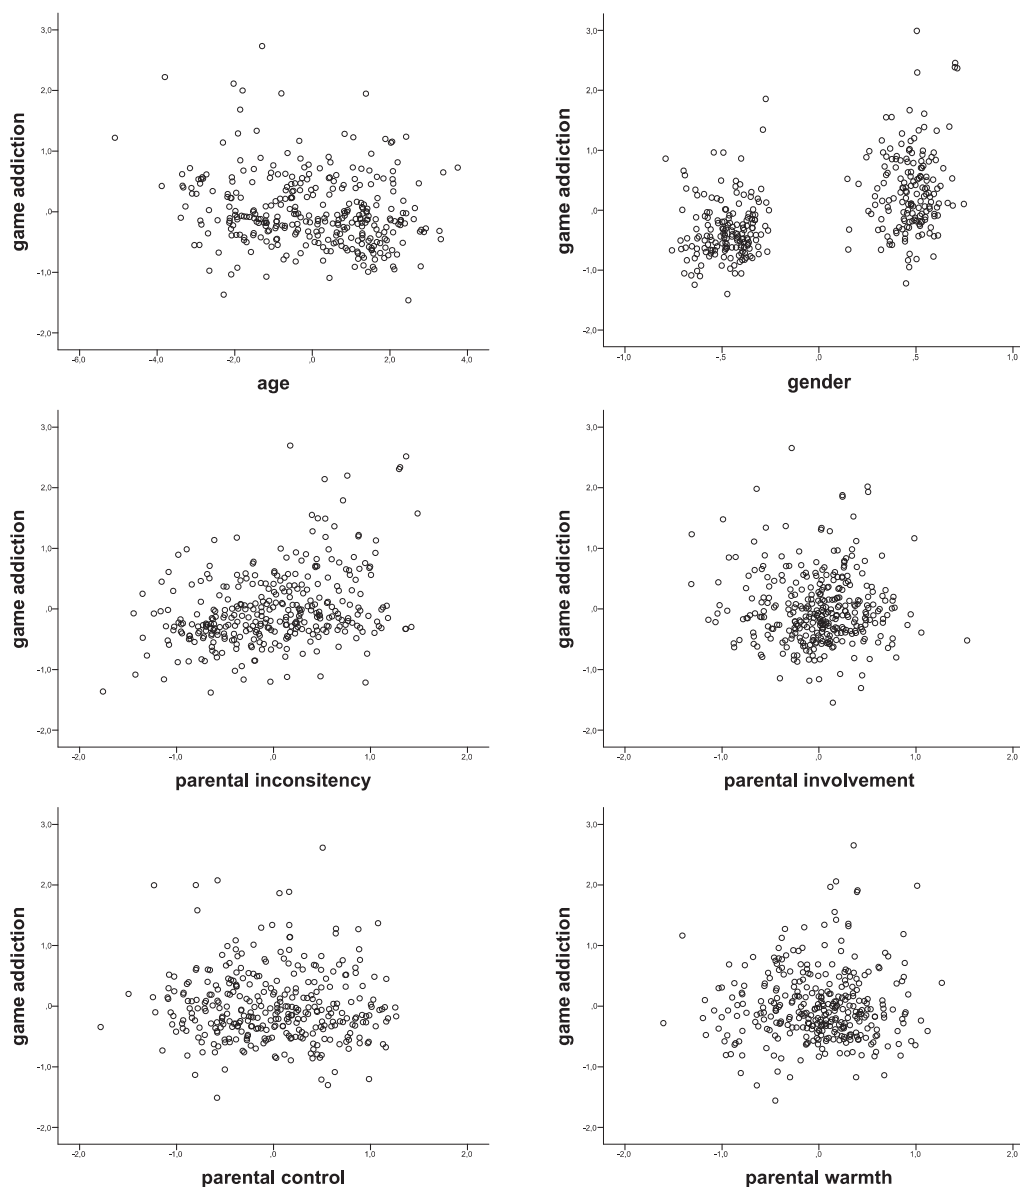 game addiction
3,0
2,0
1,0
,0
-1,0
-2,0
-6,0 -4,0 -2,0 ,0 2,0 4,0
age
game addiction
3,0
2,0
1,0
,0
-1,0
-2,0
-1,0 -,5 ,0 ,5 1,0
gender
game addiction
3,0
2,0
1,0
,0
-1,0
-2,0
-2,0 -1,0 ,0 1,0 2,0
parental inconsitency
game addiction
3,0
2,0
1,0
,0
-1,0
-2,0
-2,0 -1,0 ,0 1,0 2,0
parental involvement
game addiction
3,0
2,0
1,0
,0
-1,0
-2,0
-2,0 -1,0 ,0 1,0 2,0
parental control
game addiction
3,0
2,0
1,0
,0
-1,0
-2,0
-2,0 -1,0 ,0 1,0 2,0
parental warmth